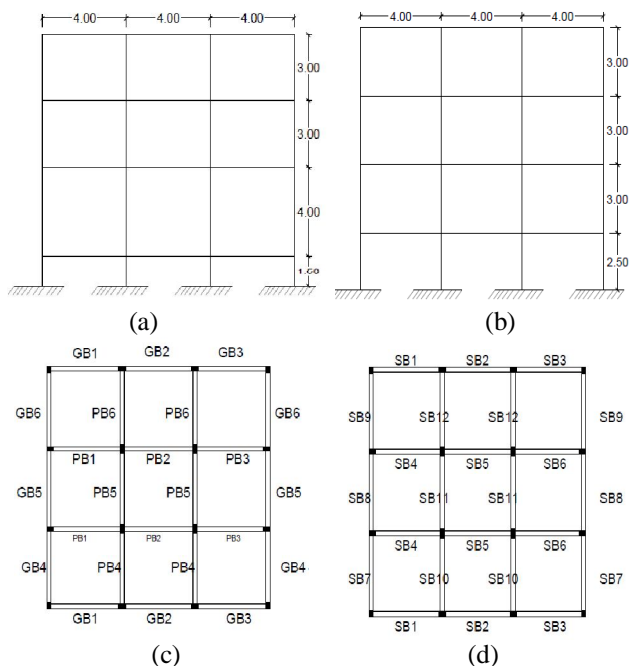 4.00 4.00 4.00
3.00
3.00
4.00
1.50
(a)
4.00 4.00 4.00
3.00
3.00
3.00
2.50
(b)
GB1 GB2 GB3
GB6 PB6 PB6 GB6
PB1 PB2 PB3
GB5 PB5 PB5 GB5
PB1 PB2 PB3
GB4 PB4 PB4 GB4
GB1 GB2 GB3
(c)
SB1 SB2 SB3
SB9 SB12 SB12 SB9
SB4 SB5 SB6
SB8 SB11 SB11 SB8
SB4 SB5 SB6
SB7 SB10 SB10 SB7
SB1 SB2 SB3
(d)